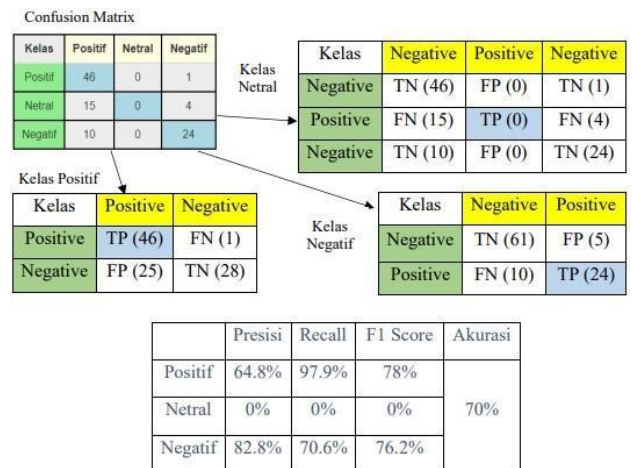 Confusion Matrix
Kelas Positif Netral Negatif
Positif 46 0 1
Netral 15 0 4
Negatif 10 0 24
Kelas Netral
Kelas Negative Positive Negative
Negative TN (46) FP (0) TN (1)
Positive FN (15) TP (0) FN (4)
Negative TN (10) FP (0) TN (24)
Kelas Positif
Kelas Positive Negative
Positive TP (46) FN (1)
Negative FP (25) TN (28)
Kelas Negatif
Kelas Negative Positive
Negative TN (61) FP (5)
Positive FN (10) TP (24)
Presisi Recall F1 Score Akurasi
Positif 64.8% 97.9% 78%
Netral 0% 0% 0% 70%
Negatif 82.8% 70.6% 76.2%